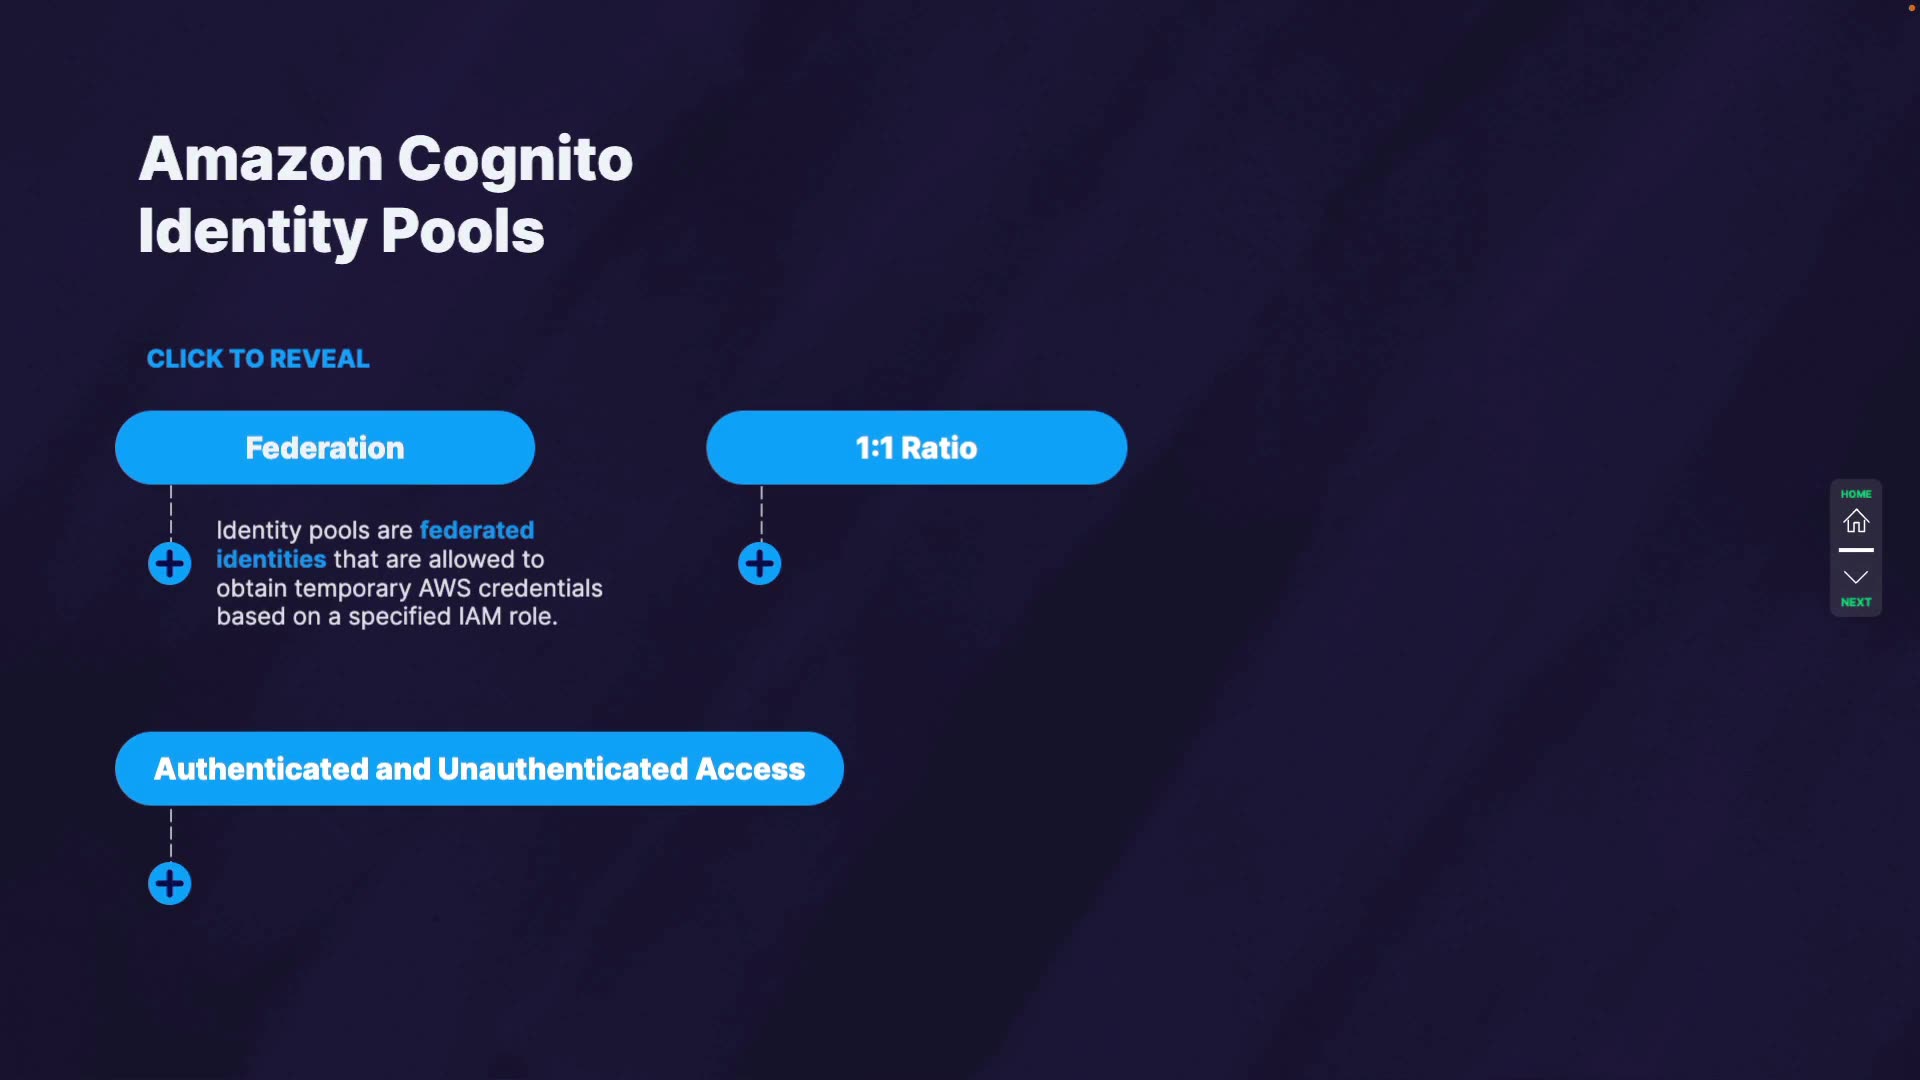 Amazon Cognito
Identity Pools
CLICK TO REVEAL
Federation
Identity pools are federated
identities that are allowed to
obtain temporary AWS credentials
based on a specified IAM role.
1:1 Ratio
Authenticated and Unauthenticated Access
HOME
NEXT